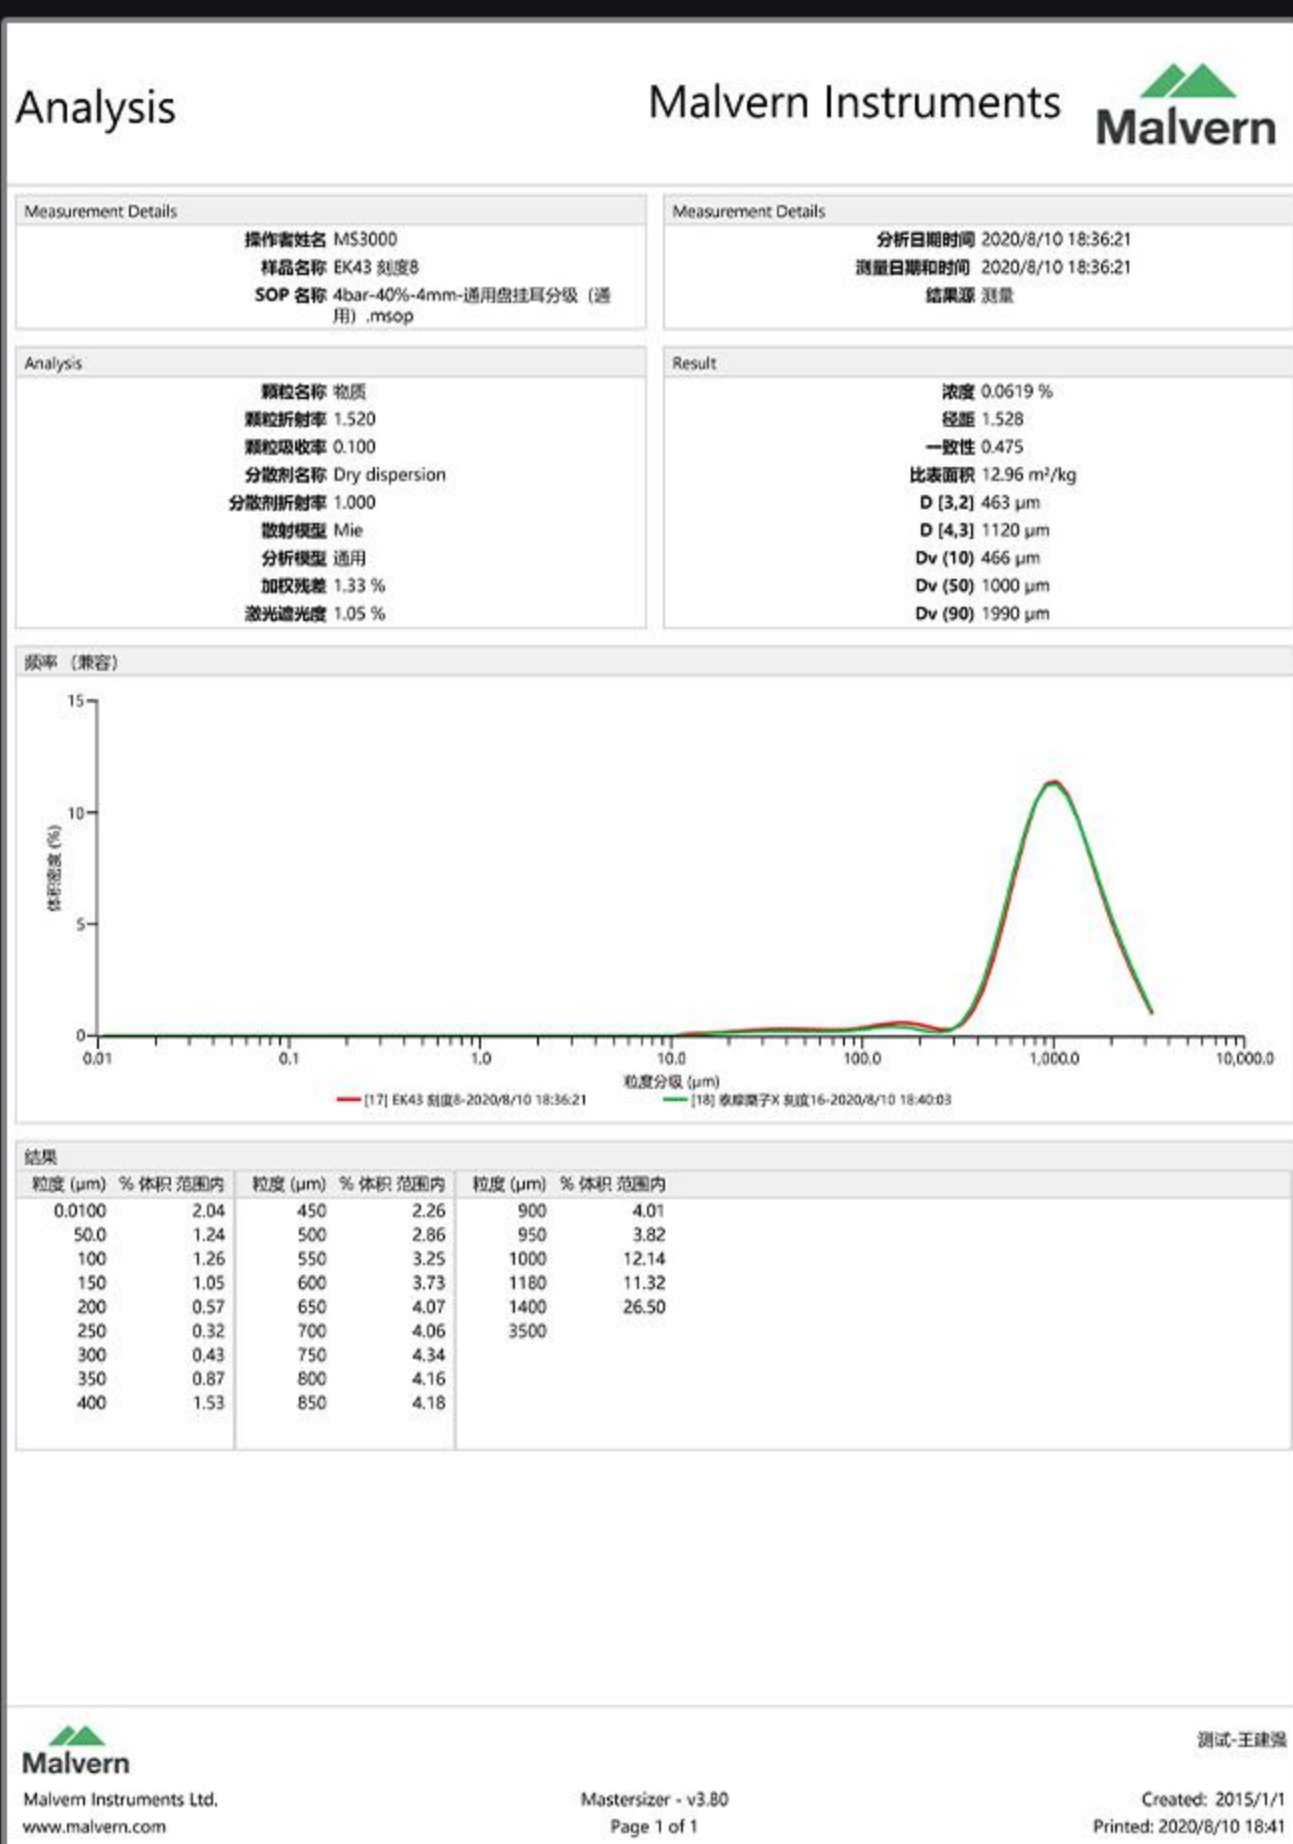 Analysis
Malvern Instruments
Malvern
Measurement Details
操作者姓名 MS3000
样品名称 EK43 刻度8
SOP 名称 4bar-40%-4mm-通用盘挂耳分级（通
用）.msop
Measurement Details
分析日期时间 2020/8/10 18:36:21
测量日期和时间 2020/8/10 18:36:21
结果源 测量
Analysis
颗粒名称 物质
颗粒折射率 1.520
颗粒吸收率 0.100
分散剂名称 Dry dispersion
分散剂折射率 1.000
散射模型 Mie
分析模型 通用
加权残差 1.33 %
激光遮光度 1.05 %
Result
浓度 0.0619 %
径距 1.528
一致性 0.475
比表面积 12.96 m²/kg
D [3,2] 463 μm
D [4,3] 1120 μm
Dv (10) 466 μm
Dv (50) 1000 μm
Dv (90) 1990 μm
频率 （兼容）
15
10
5
0
体积密度 (%)
0.01 0.1 1.0 10.0 100.0 1,000.0 10,000.0
粒度分级 (μm)
[17] EK43 刻度8-2020/8/10 18:36:21 [18] 泰摩栗子X 刻度16-2020/8/10 18:40:03
结果
粒度 (μm) % 体积 范围内 粒度 (μm) % 体积 范围内 粒度 (μm) % 体积 范围内
0.0100 2.04 450 2.26 900 4.01
50.0 1.24 500 2.86 950 3.82
100 1.26 550 3.25 1000 12.14
150 1.05 600 3.73 1180 11.32
200 0.57 650 4.07 1400 26.50
250 0.32 700 4.06 3500
300 0.43 750 4.34
350 0.87 800 4.16
400 1.53 850 4.18
Malvern
测试-王建强
Malvern Instruments Ltd. Mastersizer - v3.80 Created: 2015/1/1
www.malvern.com Page 1 of 1 Printed: 2020/8/10 18:41